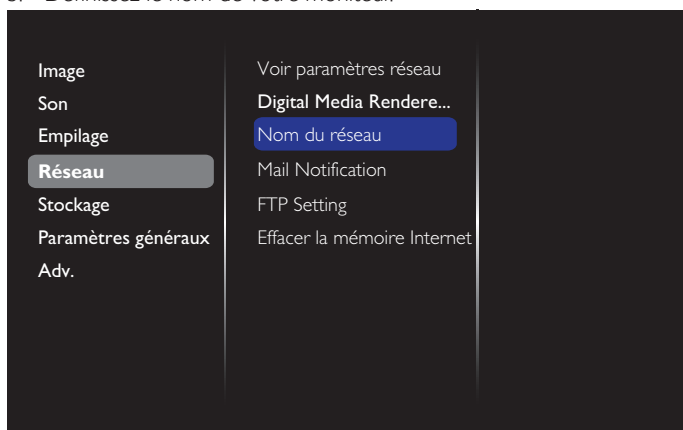 Image
Son
Empilage
Réseau
Stockage
Paramètres généraux
Adv.
Voir paramètres réseau
Digital Media Rendere...
Nom du réseau
Mail Notification
FTP Setting
Effacer la mémoire Internet